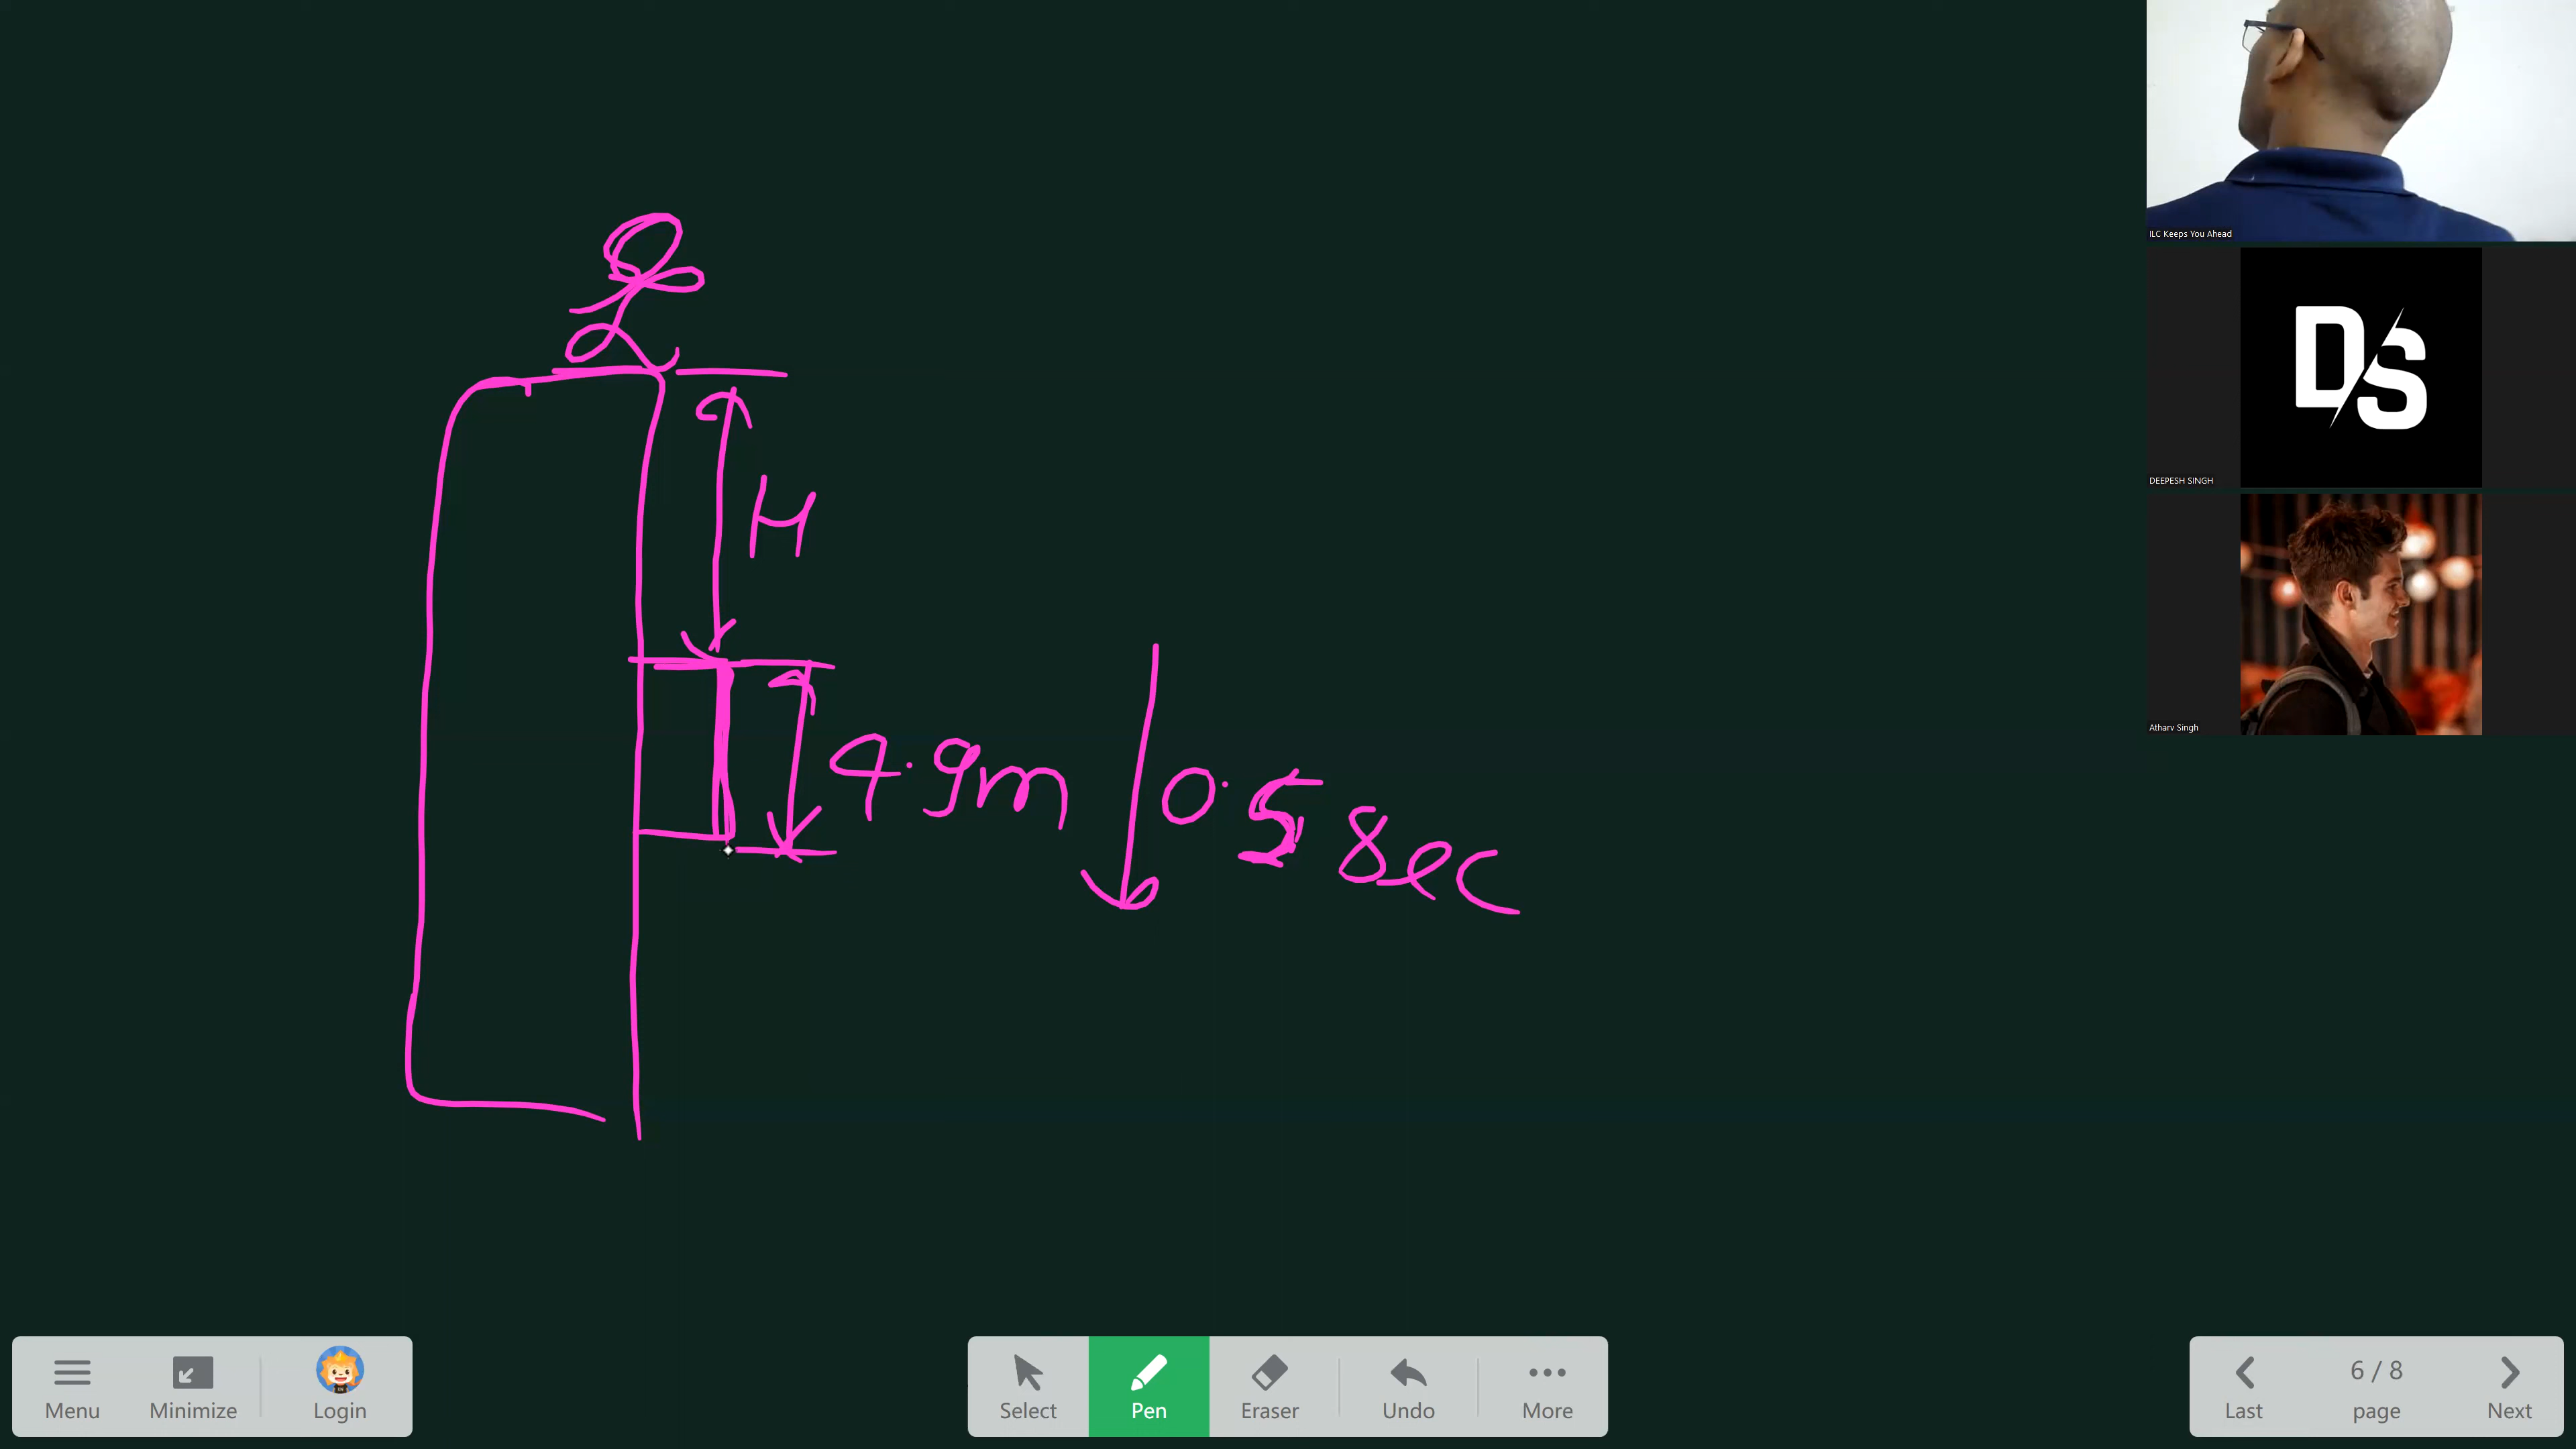 ILC Keeps You Ahead
DS
DEEPESH SINGH
H
4.9m
0.5 Sec
Atharv Singh
Menu
Minimize
Login
Select
Pen
Eraser
Undo
More
Last
6 / 8
page
Next